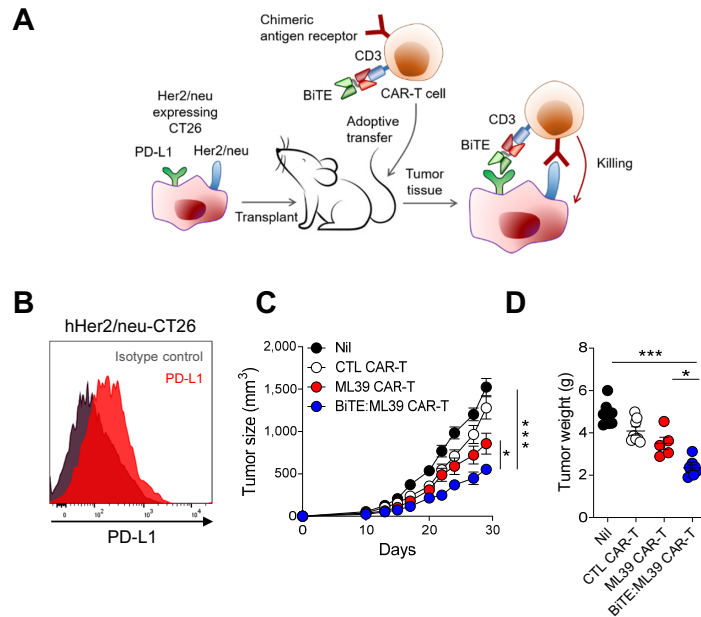 A
Chimeric
antigen receptor
CD3
BiTE
CAR-T cell
Her2/neu
expressing
CT26
PD-L1
Her2/neu
Adoptive
transfer
Transplant
Tumor
tissue
CD3
BiTE
Killing
B
hHer2/neu-CT26
Isotype control
PD-L1
0
10²
10³
10⁴
PD-L1
C
Nil
CTL CAR-T
ML39 CAR-T
BiTE:ML39 CAR-T
Tumor size (mm³)
2,000
1,500
1,000
500
0
0
10
20
30
Days
*
***
D
***
*
Tumor weight (g)
8
6
4
2
0
Nil
CTL CAR-T
ML39 CAR-T
BiTE:ML39 CAR-T